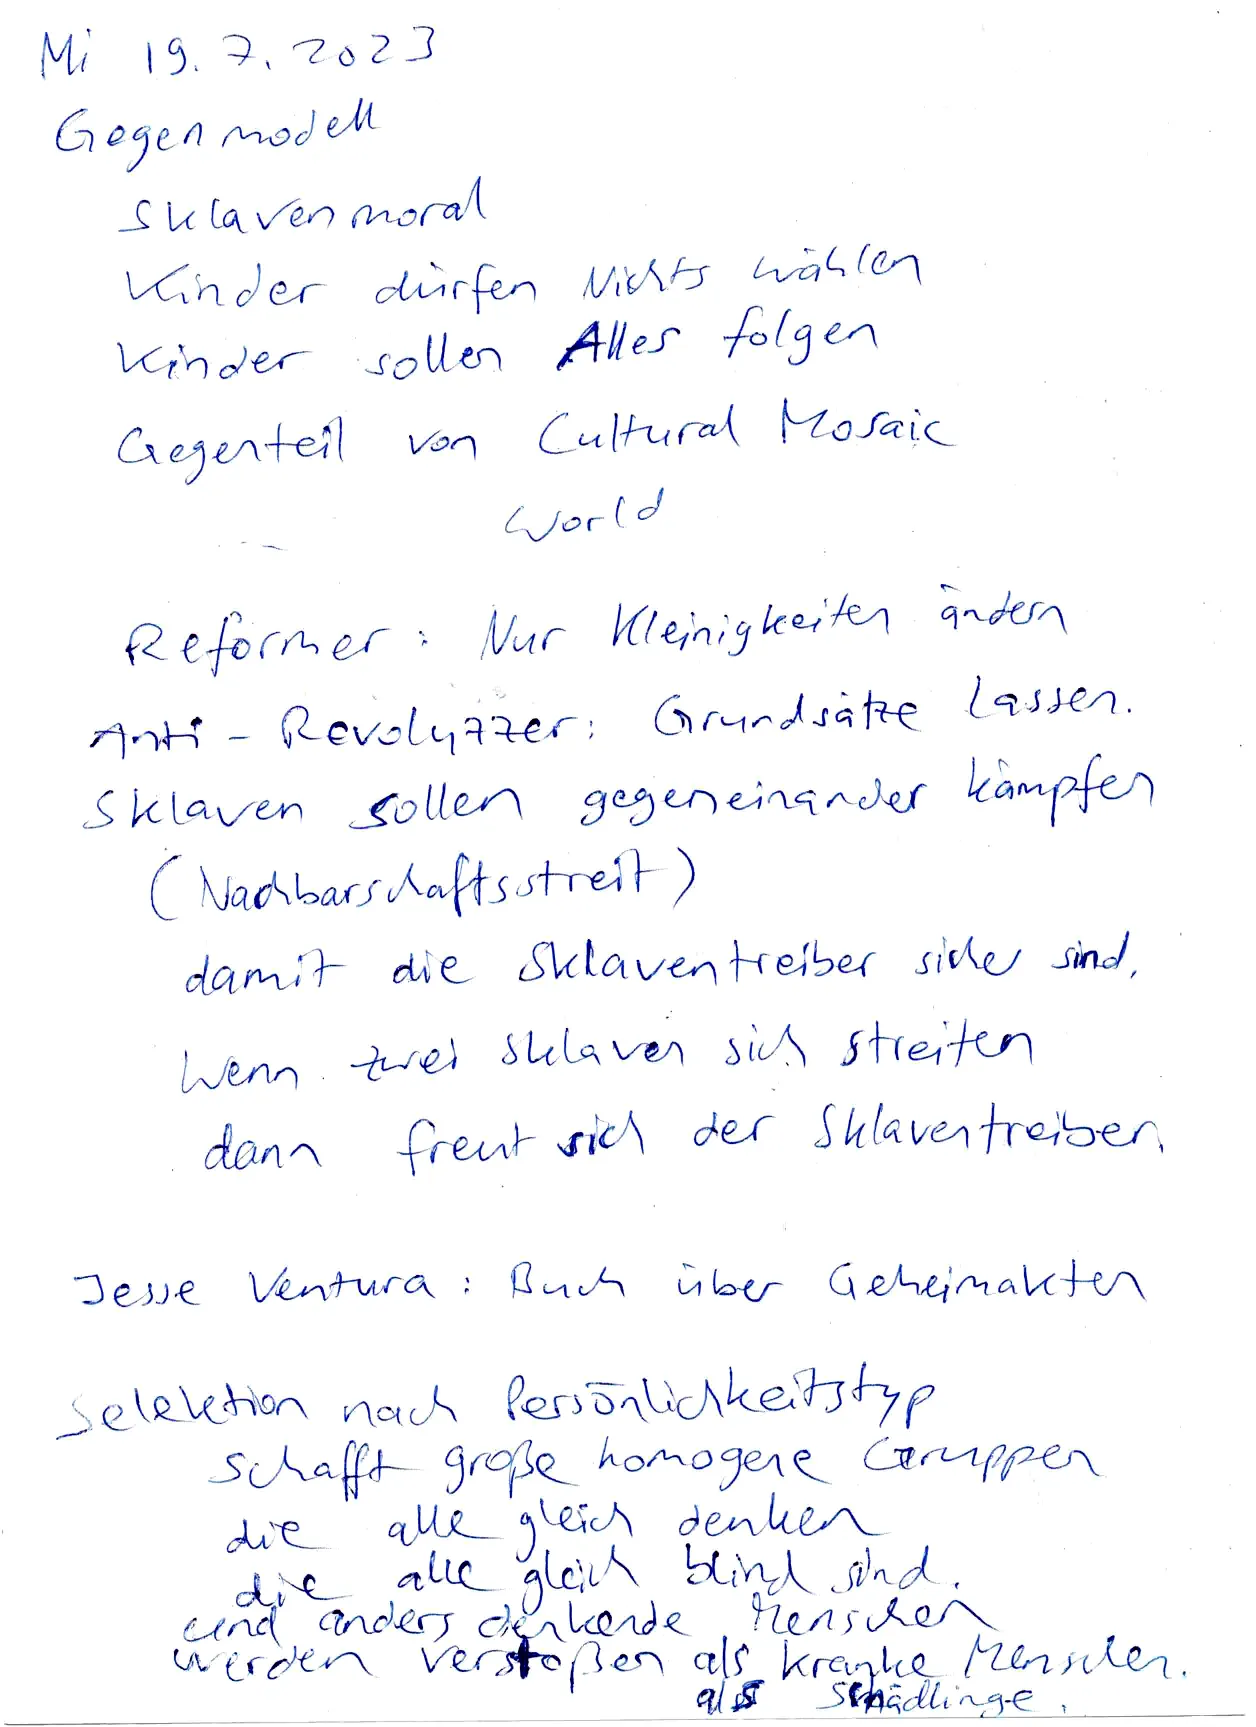 Mi 19.7.2023
Gegenmodell
Sklavenmoral
Kinder dürfen Nichts wählen
Kinder sollen Alles folgen
Gegenteil von Cultural Mosaic
World
Reformer: Nur Kleinigkeiten ändern
Anti-Revoluzzer: Grundsätze lassen.
Sklaven sollen gegeneinander kämpfen
(Nachbarschaftsstreit)
damit die Sklaventreiber sicher sind.
Wenn zwei Sklaven sich streiten
dann freut sich der Sklaventreiber.
Jesse Ventura: Buch über Geheimakten
Selektion nach Persönlichkeitstyp
schafft große homogene Gruppen
die alle gleich denken
die alle gleich blind sind.
und anders denkende Menschen
werden verstoßen als kranke Menschen.
als Schädlinge.